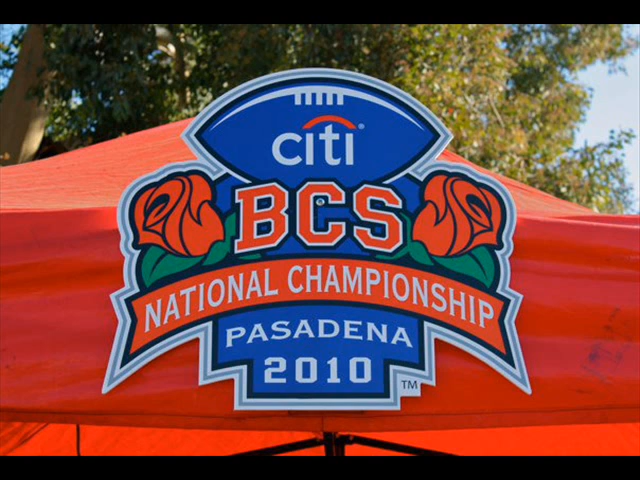 citi
BCS
NATIONAL CHAMPIONSHIP
PASADENA
2010
TM